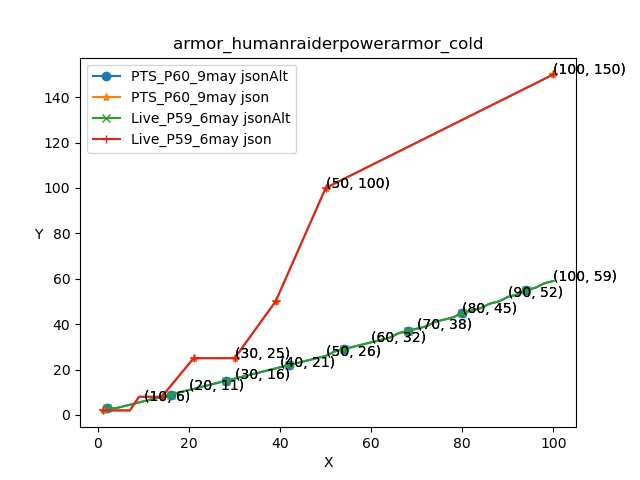 armor_humanraiderpowerarmor_cold
PTS_P60_9may jsonAlt
PTS_P60_9may json
Live_P59_6may jsonAlt
Live_P59_6may json
(100, 150)
(50, 100)
(100, 59)
(90, 52)
(80, 45)
(70, 38)
(60, 32)
(50, 26)
(30, 25)
(40, 21)
(30, 16)
(20, 11)
(10, 6)
Y
140
120
100
80
60
40
20
0
0 20 40 60 80 100
X